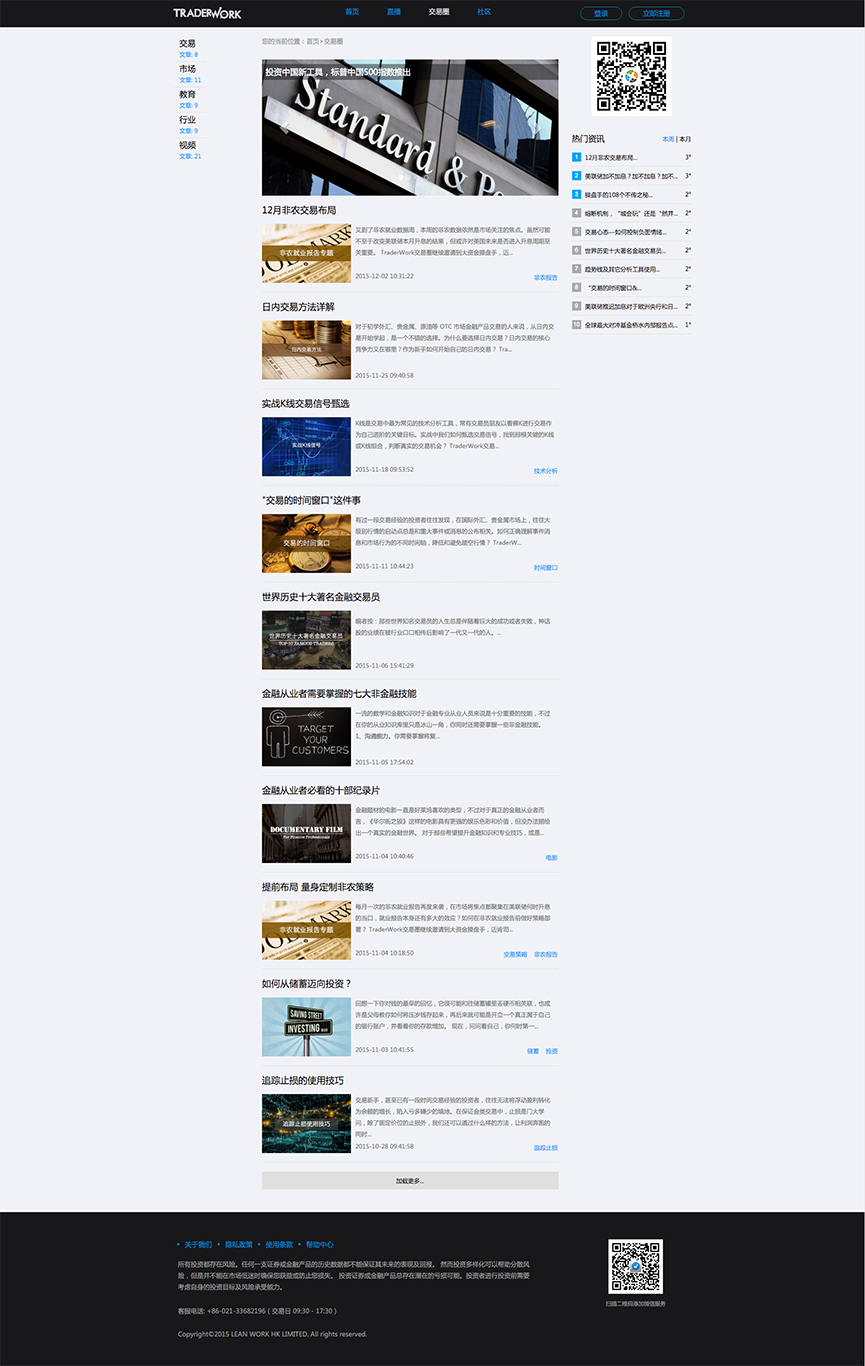 TRADERWORK
首页
直播
交易圈
社区
登录
立即注册
交易
文章: 8
市场
文章: 11
教育
文章: 9
行业
文章: 9
视频
文章: 21
您的当前位置：首页> 交易圈
投资中国新工具，标普中国500指数推出
Standard & Po
12月非农交易布局
非农就业报告专题
又到了非农就业数据周，本周的非农数据依然是市场关注的焦点。虽然可能
不至于改变美联储本月升息的结果，但或许对美国未来是否进入升息周期至
关重要。 TraderWork交易圈继续邀请到大资金操盘手，迈...
2015-12-02 10:31:22
非农报告
日内交易方法详解
日内交易方法
对于初学外汇、贵金属、原油等 OTC 市场金融产品交易的人来说，从日内交
易开始学起，是一个不错的选择。为什么要选择日内交易？日内交易的核心
竞争力又在哪里？作为新手如何开始自己的日内交易？ Tra...
2015-11-25 09:40:58
实战K线交易信号甄选
实战K线信号
K线是交易中最为常见的技术分析工具，常有交易员朋友以看裸K进行交易作
为自己进阶的关键目标。实战中我们如何甄选交易信号，找到那根关键的K线
或K线组合，判断真实的交易机会？ TraderWork交易...
2015-11-18 09:53:52
技术分析
"交易的时间窗口"这件事
交易的时间窗口
有过一段交易经验的投资者往往发现，在国际外汇、贵金属市场上，往往大
级别行情的启动点总是和重大事件或消息的公布相关。如何正确理解事件消
息和市场行为的不同时间轴，降低和避免踏空行情？ TraderW...
2015-11-11 10:44:23
时间窗口
世界历史十大著名金融交易员
世界历史十大著名金融交易员
TOP 10 FAMOUS TRADERS
编者按：那些世界知名交易员的人生总是伴随着巨大的成功或者失败，神话
般的业绩在被行业口口相传后影响了一代又一代的人。...
2015-11-06 15:41:29
金融从业者需要掌握的七大非金融技能
TARGET
YOUR
CUSTOMERS
一流的数学和金融知识对于金融专业从业人员来说是十分重要的技能，不过
在你的从业知识库里只是冰山一角，你同时还需要掌握一些非金融技能。
1、沟通能力。你需要掌握将复...
2015-11-05 17:54:02
金融从业者必看的十部纪录片
DOCUMENTARY FILM
For Finance Professionals
金融题材的电影一直是好莱坞喜欢的类型，不过对于真正的金融从业者而
言，《华尔街之狼》这样的电影具有更强的娱乐色彩和价值，但没办法描绘
出一个真实的金融世界。 对于那些希望提升金融知识和专业技巧，或是...
2015-11-04 10:40:46
电影
提前布局 量身定制非农策略
非农就业报告专题
每月一次的非农就业报告再度来袭，在市场将焦点都聚集在美联储何时升息
的当口，就业报告本身还有多大的效应？如何在非农就业报告前做好策略部
署？ TraderWork交易圈继续邀请到大资金操盘手，迈肯司...
2015-11-04 10:18:50
交易策略 非农报告
如何从储蓄迈向投资？
SAVING STREET
INVESTING
回想一下你对钱的最早的回忆，它很可能和往储蓄罐里丢硬币相关联，也或
许是父母教你如何将压岁钱存起来，再后来就可能是开立一个真正属于自己
的银行账户，并看着你的存款增加。 现在，问问看自己，你何时第一...
2015-11-03 10:41:55
储蓄 投资
追踪止损的使用技巧
追踪止损使用技巧
交易新手，甚至已有一段时间交易经验的投资者，往往无法将浮动盈利转化
为余额的增长，陷入亏多赚少的境地。在保证金类交易中，止损是门大学
问，除了固定价位的止损外，我们还可以通过什么样的方法，让利润奔跑的
同时...
2015-10-28 09:41:58
追踪止损
加载更多...
热门资讯
本周 | 本月
1 12月非农交易布局... 3°
2 美联储加不加息？加不加息？加不... 3°
3 操盘手的108个不传之秘... 2°
4 熔断机制，“城会玩”还是“然并... 2°
5 交易心态—如何控制负面情绪... 2°
6 世界历史十大著名金融交易员... 2°
7 趋势线及其它分析工具使用... 2°
8 “交易的时间窗口&... 2°
9 美联储推迟加息对于欧洲央行和日... 2°
10 全球最大对冲基金桥水内部报告点... 1°
关于我们
隐私政策
使用条款
帮助中心
所有投资都存在风险。任何一支证券或金融产品的历史数据都不能保证其未来的表现及回报。 然而投资多样化可以帮助分散风
险，但是并不能在市场低迷时确保您获益或防止您损失。 投资证券或金融产品总存在潜在的亏损可能。投资者进行投资前需要
考虑自身的投资目标及风险承受能力。
客服电话: +86-021-33682196 ( 交易日 09:30 - 17:30 )
Copyright©2015 LEAN WORK HK LIMITED. All rights reserved.
扫描二维码添加微信服务